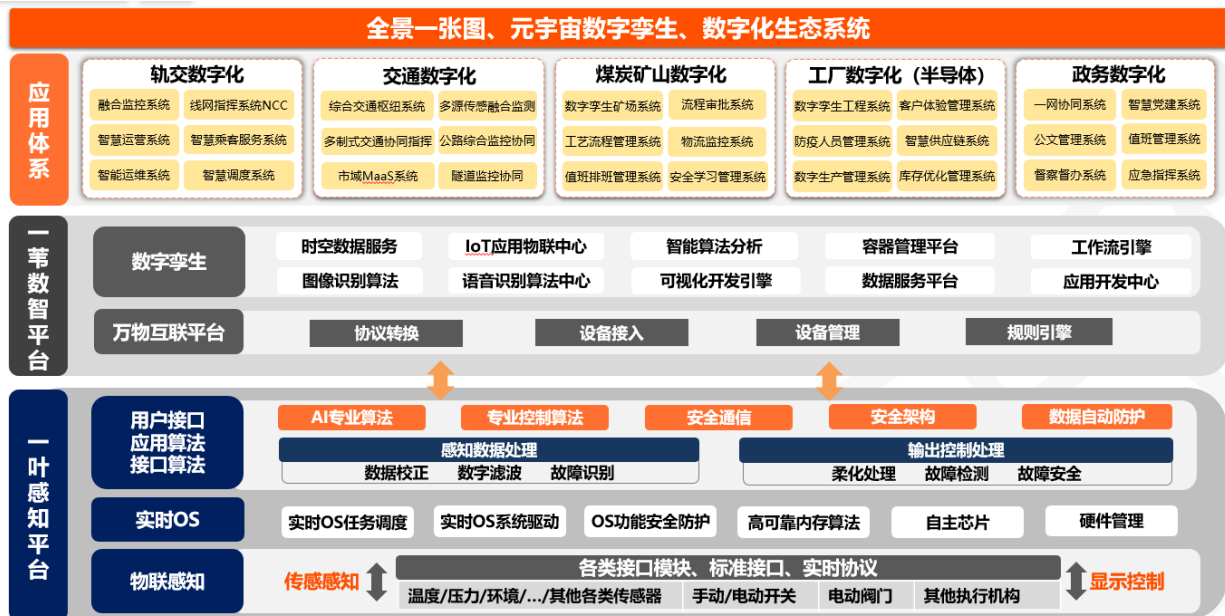 全景一张图、元宇宙数字孪生、数字化生态系统
应用体系
轨交数字化
融合监控系统 线网指挥系统NCC
智慧运营系统 智慧乘客服务系统
智能运维系统 智慧调度系统
交通数字化
综合交通枢纽系统 多源传感融合监测
多制式交通协同指挥 公路综合监控协同
市域MaaS系统 隧道监控协同
煤炭矿山数字化
数字孪生矿场系统 流程审批系统
工艺流程管理系统 物流监控系统
值班排班管理系统 安全学习管理系统
工厂数字化（半导体）
数字孪生工程系统 客户体验管理系统
防疫人员管理系统 智慧供应链系统
数字生产管理系统 库存优化管理系统
政务数字化
一网协同系统 智慧党建系统
公文管理系统 值班管理系统
督察督办系统 应急指挥系统
一苇数智平台
数字孪生
时空数据服务 IoT应用物联中心 智能算法分析 容器管理平台 工作流引擎
图像识别算法 语音识别算法中心 可视化开发引擎 数据服务平台 应用开发中心
万物互联平台
协议转换 设备接入 设备管理 规则引擎
一叶感知平台
用户接口
应用算法
接口算法
AI专业算法 专业控制算法 安全通信 安全架构 数据自动防护
感知数据处理
数据校正 数字滤波 故障识别
输出控制处理
柔化处理 故障检测 故障安全
实时OS
实时OS任务调度 实时OS系统驱动 OS功能安全防护 高可靠内存算法 自主芯片 硬件管理
物联感知
传感感知
各类接口模块、标准接口、实时协议
温度/压力/环境/.../其他各类传感器 手动/电动开关 电动阀门 其他执行机构
显示控制